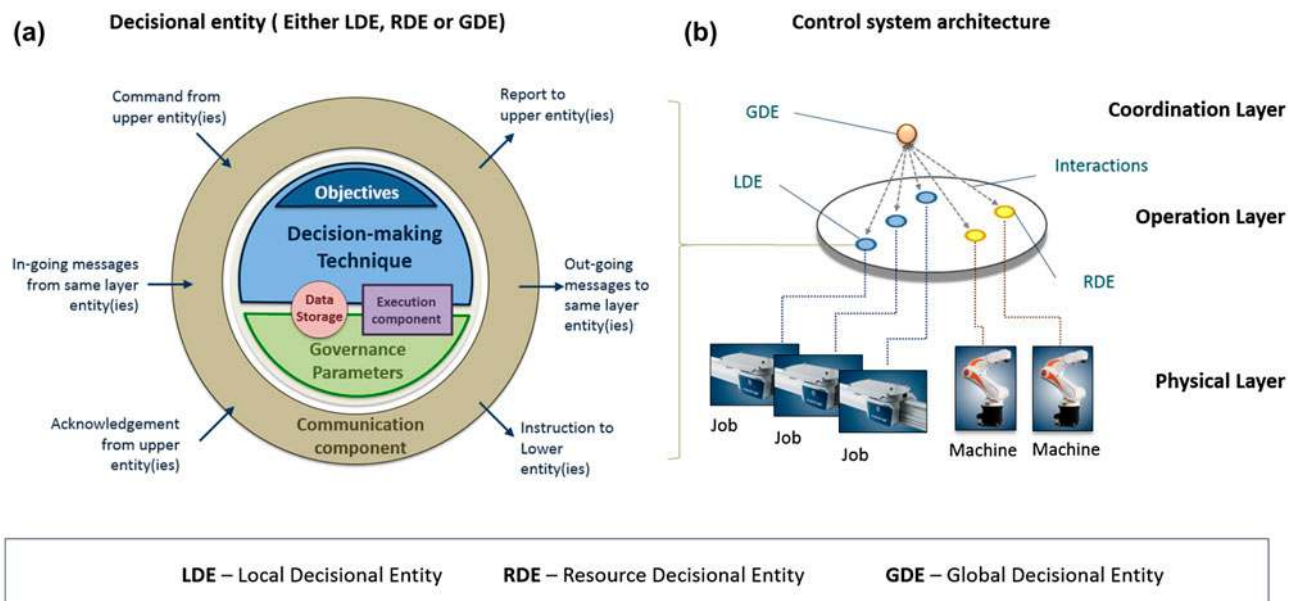 (a)
Decisional entity ( Either LDE, RDE or GDE)
Command from
upper entity(ies)
Report to
upper entity(ies)
Objectives
Decision-making
Technique
In-going messages
from same layer
entity(ies)
Out-going
messages to
same layer
entity(ies)
Data
Storage
Execution
component
Governance
Parameters
Acknowledgement
from upper
entity(ies)
Communication
component
Instruction to
Lower
entity(ies)
(b)
Control system architecture
GDE
Coordination Layer
Interactions
LDE
Operation Layer
RDE
Physical Layer
Job
Job
Job
Machine
Machine
LDE – Local Decisional Entity
RDE – Resource Decisional Entity
GDE – Global Decisional Entity